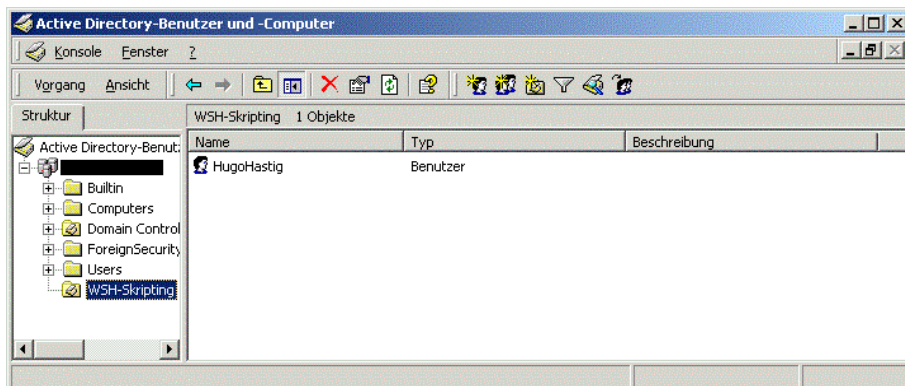 Active Directory-Benutzer und -Computer
Konsole Fenster ?
Vorgang Ansicht
Struktur
WSH-Skripting 1 Objekte
Active Directory-Benut
Name Typ Beschreibung
HugoHastig Benutzer
Builtin
Computers
Domain Control
ForeignSecurity
Users
WSH-Skripting